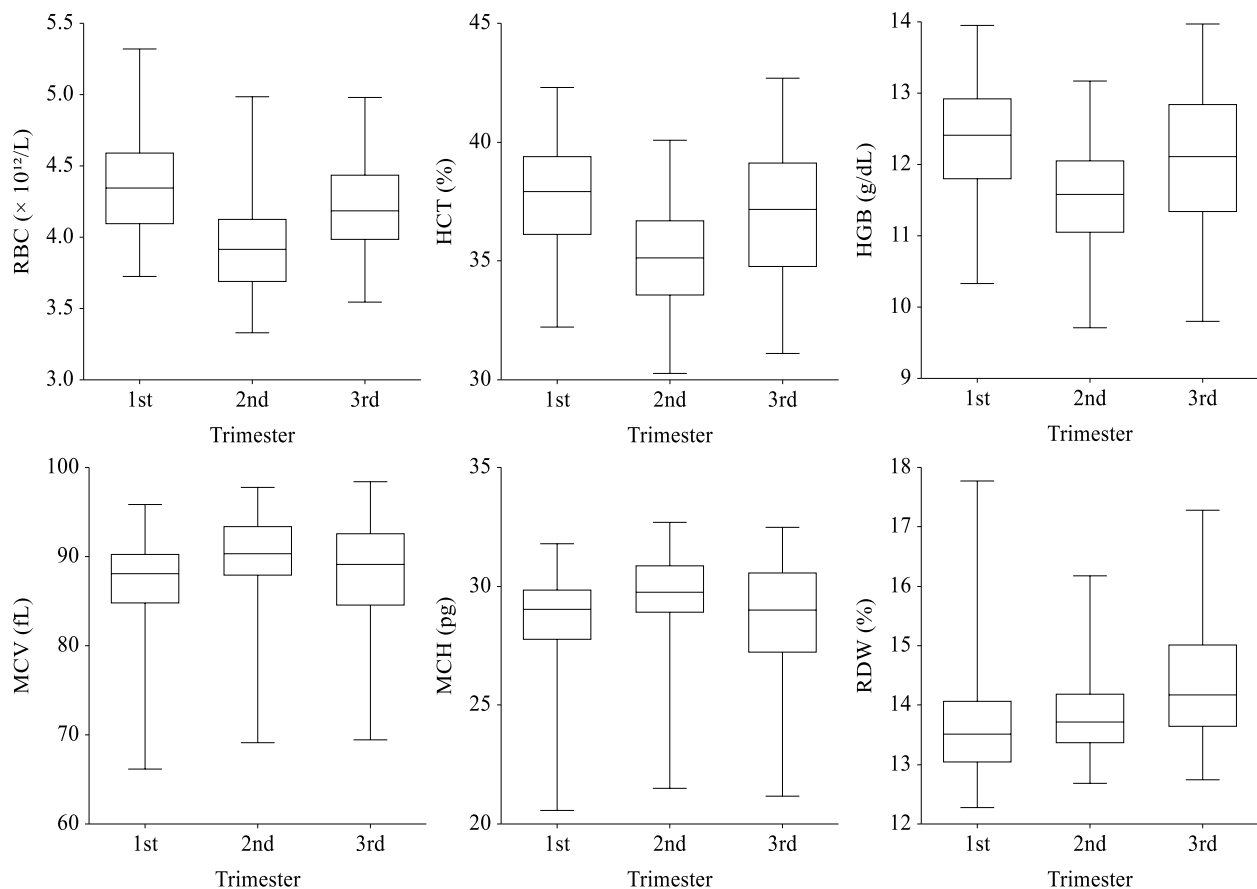 RBC (× 10¹²/L)
5.5
5.0
4.5
4.0
3.5
3.0
1st 2nd 3rd
Trimester
HCT (%)
45
40
35
30
1st 2nd 3rd
Trimester
HGB (g/dL)
14
13
12
11
10
9
1st 2nd 3rd
Trimester
MCV (fL)
100
90
80
70
60
1st 2nd 3rd
Trimester
MCH (pg)
35
30
25
20
1st 2nd 3rd
Trimester
RDW (%)
18
17
16
15
14
13
12
1st 2nd 3rd
Trimester